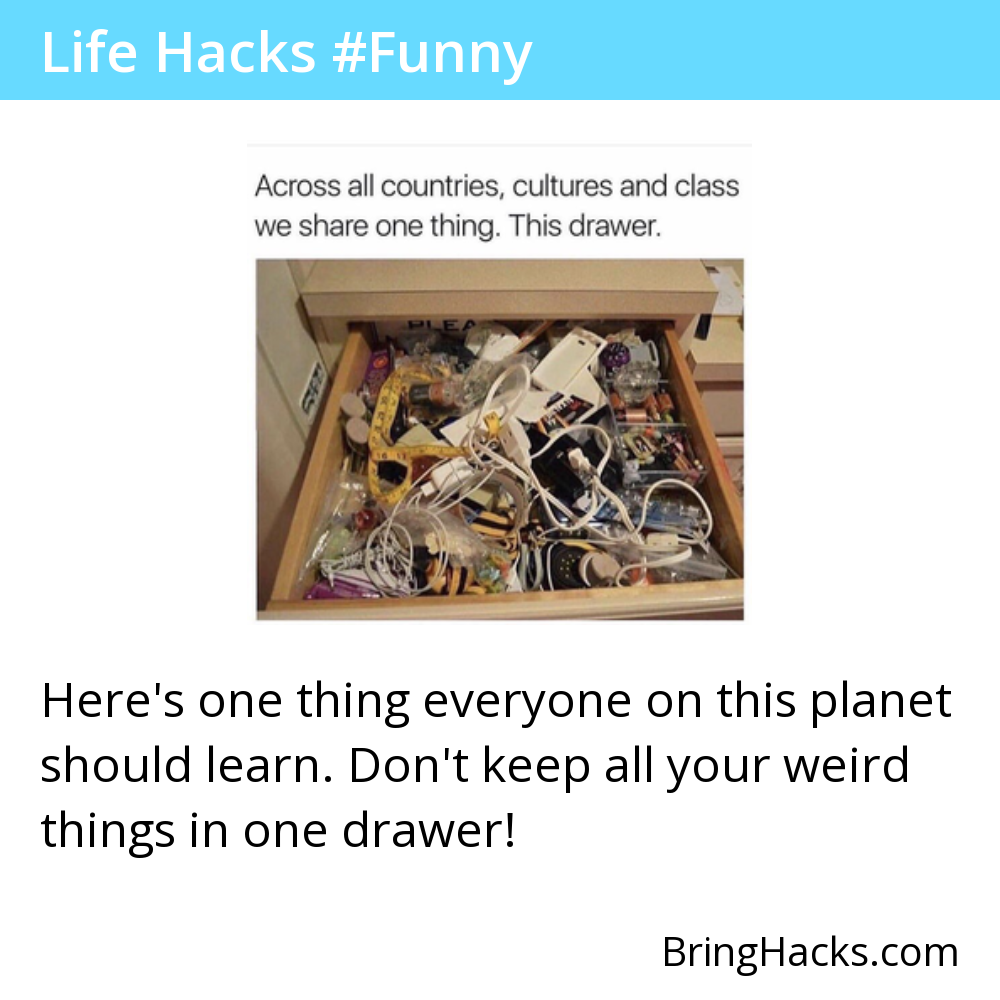 Life Hacks #Funny
Across all countries, cultures and class
we share one thing. This drawer.
PLEA
Here's one thing everyone on this planet
should learn. Don't keep all your weird
things in one drawer!
BringHacks.com